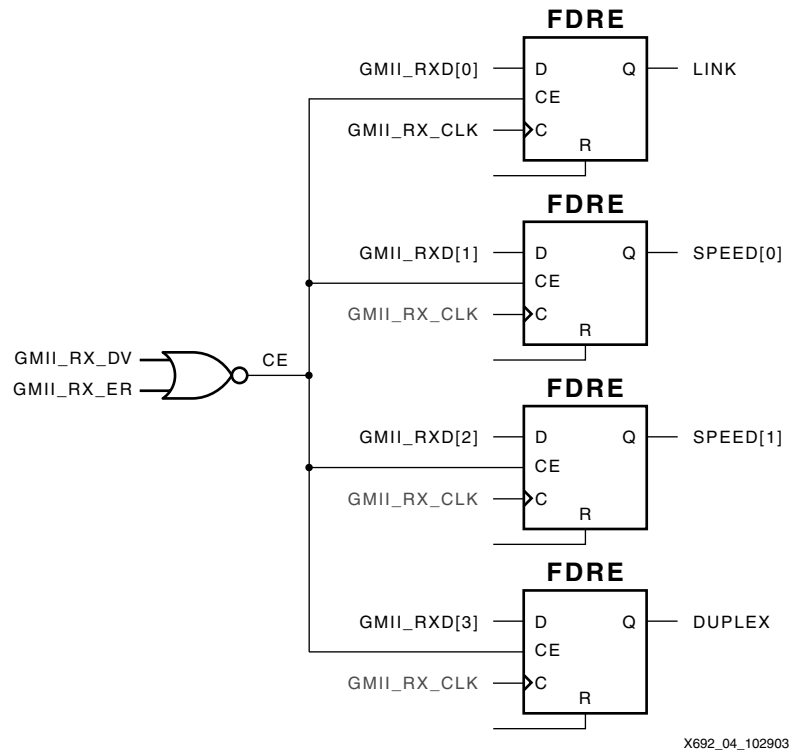 FDRE
GMII_RXD[0] D Q LINK
CE
GMII_RX_CLK C
R
FDRE
GMII_RXD[1] D Q SPEED[0]
CE
GMII_RX_CLK C
R
GMII_RX_DV CE
GMII_RX_ER
FDRE
GMII_RXD[2] D Q SPEED[1]
CE
GMII_RX_CLK C
R
FDRE
GMII_RXD[3] D Q DUPLEX
CE
GMII_RX_CLK C
R
X692_04_102903